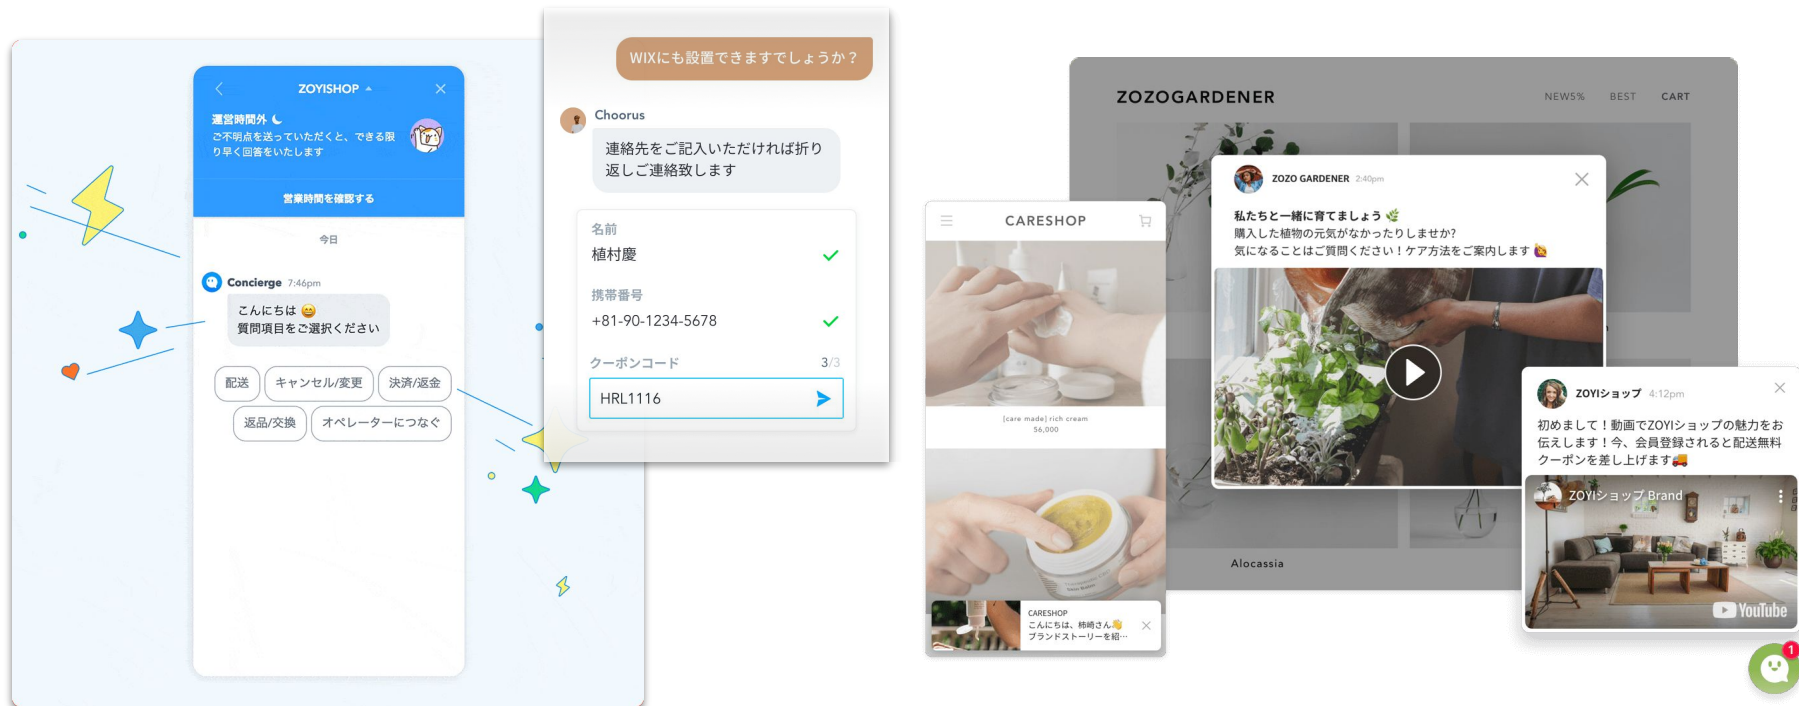 ZOYISHOP
運営時間外
ご不明点を送っていただくと、できる限
り早く回答をいたします
営業時間を確認する
今日
Concierge 7:46pm
こんにちは
質問項目をご選択ください
配送 キャンセル/変更 決済/返金
返品/交換 オペレーターにつなぐ
WIXにも設置できますでしょうか？
Choorus
連絡先をご記入いただければ折り
返しご連絡致します
名前
植村慶
携帯番号
+81-90-1234-5678
クーポンコード 3/3
HRL1116
CARESHOP
[care made] rich cream
56,000
CARESHOP
こんにちは、柿崎さん
ブランドストーリーを紹…
ZOZOGARDENER
NEW5% BEST CART
ZOZO GARDENER 2:40pm
私たちと一緒に育てましょう
購入した植物の元気がなかったりしませか?
気になることはご質問ください！ケア方法をご案内します
Alocassia
ZOYIショップ 4:12pm
初めまして！動画でZOYIショップの魅力をお
伝えします！今、会員登録されると配送無料
クーポンを差し上げます
ZOYIショップ Brand
YouTube
1